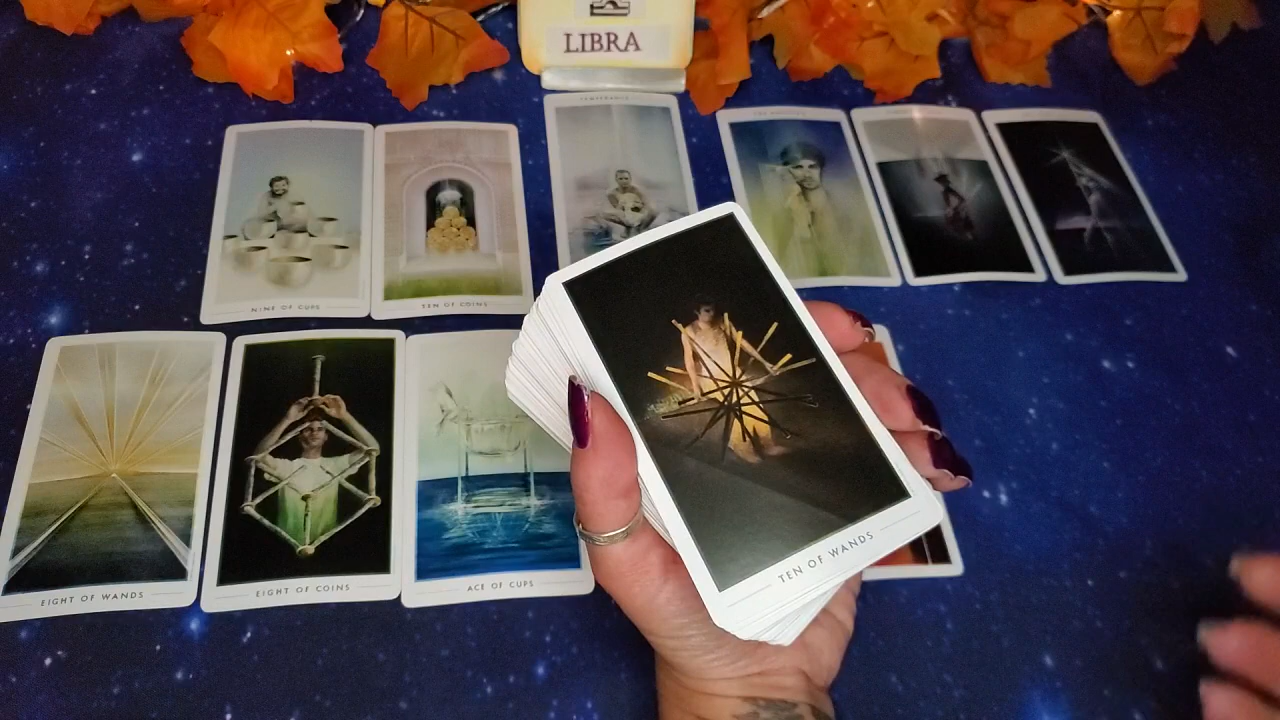 LIBRA
TEMPERANCE
NINE OF CUPS
TEN OF COINS
EIGHT OF WANDS
EIGHT OF COINS
ACE OF CUPS
TEN OF WANDS